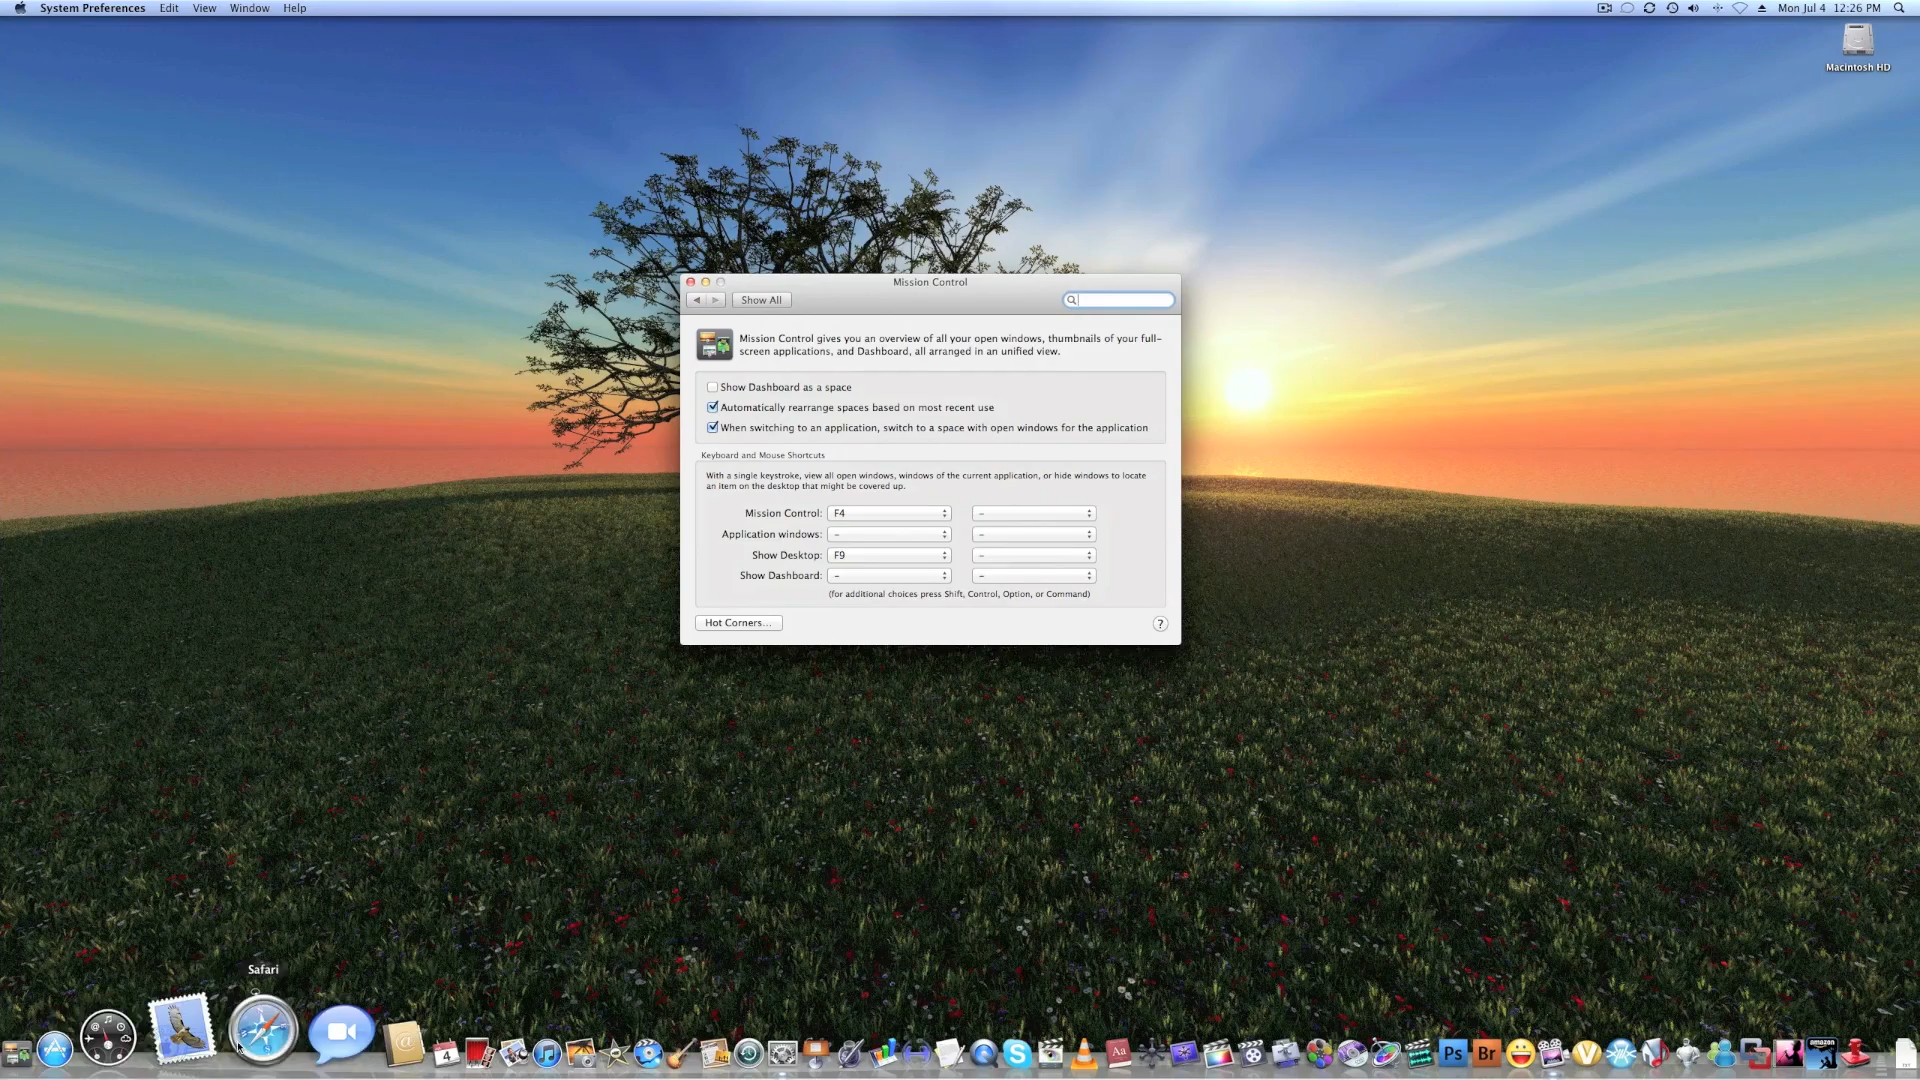 System Preferences Edit View Window Help
Mon Jul 4 12:26 PM
Macintosh HD
Mission Control
Show All
Mission Control gives you an overview of all your open windows, thumbnails of your full-
screen applications, and Dashboard, all arranged in an unified view.
Show Dashboard as a space
Automatically rearrange spaces based on most recent use
When switching to an application, switch to a space with open windows for the application
Keyboard and Mouse Shortcuts
With a single keystroke, view all open windows, windows of the current application, or hide windows to locate
an item on the desktop that might be covered up.
Mission Control: F4 –
Application windows: – –
Show Desktop: F9 –
Show Dashboard: – –
(for additional choices press Shift, Control, Option, or Command)
Hot Corners... ?
Safari
4
Aa
Ps
Br
amazon